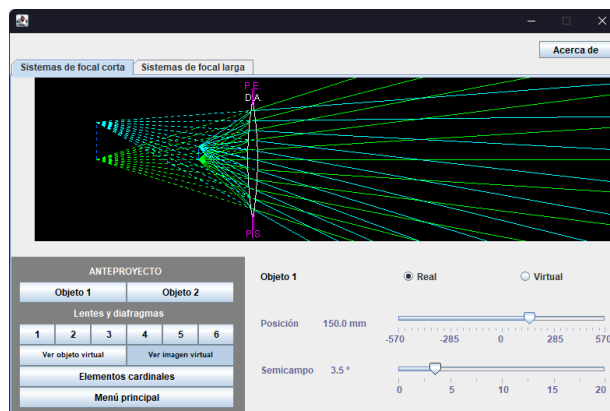 Acerca de
Sistemas de focal corta Sistemas de focal larga
P.E.
D.A.
P.S.
ANTEPROYECTO
Objeto 1 Objeto 2
Lentes y diafragmas
1 2 3 4 5 6
Ver objeto virtual Ver imagen virtual
Elementos cardinales
Menú principal
Objeto 1 Real Virtual
Posición 150.0 mm
-570 -285 0 285 570
Semicampo 3.5 °
0 5 10 15 20